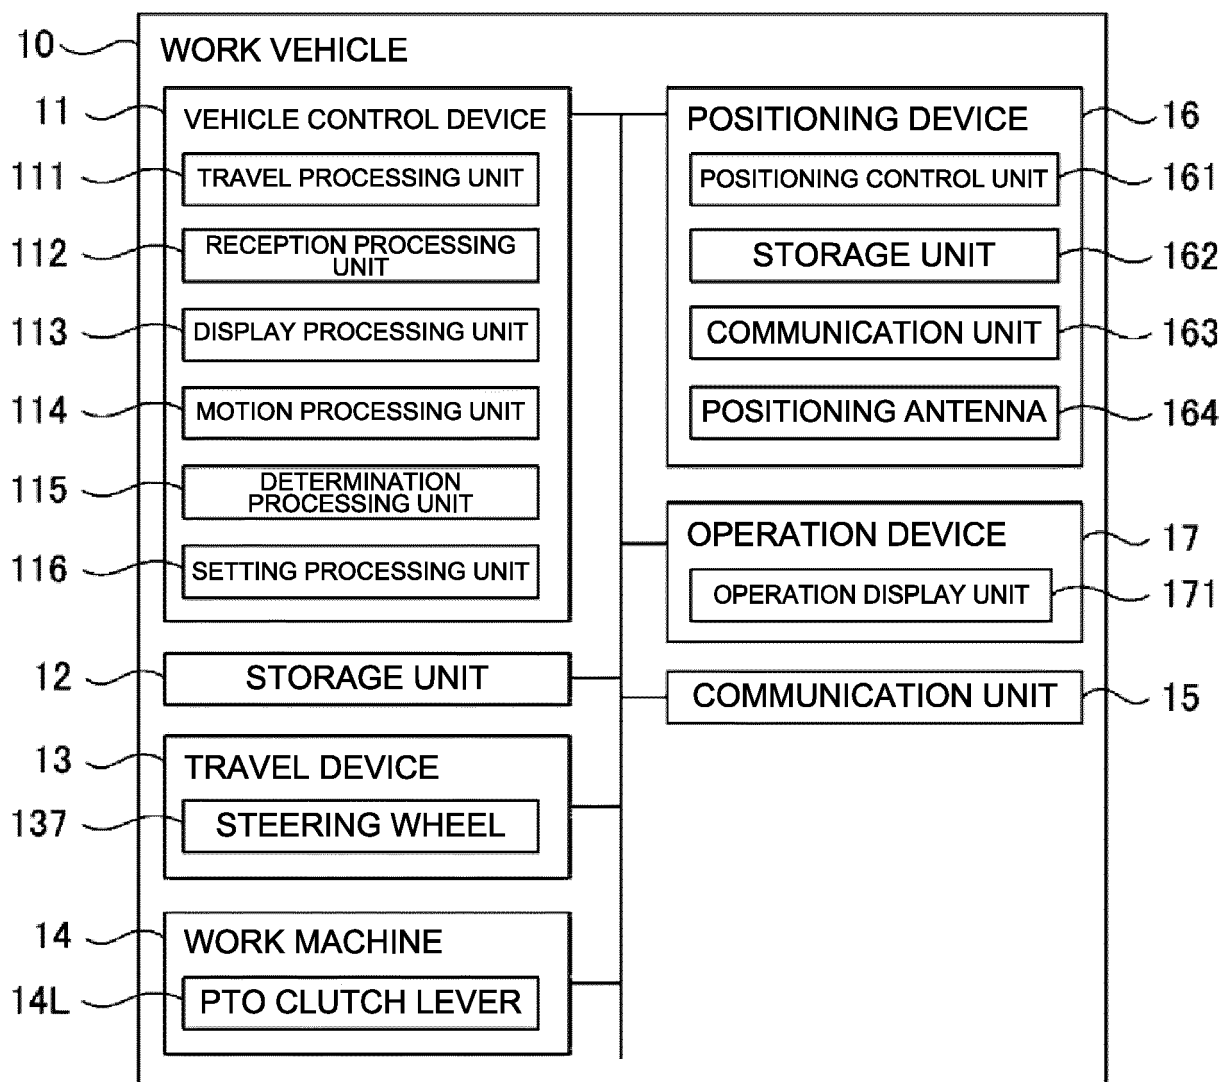 10
WORK VEHICLE
11
VEHICLE CONTROL DEVICE
111
TRAVEL PROCESSING UNIT
112
RECEPTION PROCESSING
UNIT
113
DISPLAY PROCESSING UNIT
114
MOTION PROCESSING UNIT
115
DETERMINATION
PROCESSING UNIT
116
SETTING PROCESSING UNIT
12
STORAGE UNIT
13
TRAVEL DEVICE
137
STEERING WHEEL
14
WORK MACHINE
14L
PTO CLUTCH LEVER
POSITIONING DEVICE
16
POSITIONING CONTROL UNIT
161
STORAGE UNIT
162
COMMUNICATION UNIT
163
POSITIONING ANTENNA
164
OPERATION DEVICE
17
OPERATION DISPLAY UNIT
171
COMMUNICATION UNIT
15